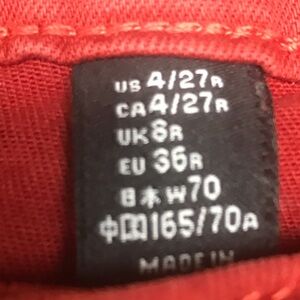 US 4/27R
CA 4/27R
UK 8R
EU 36R
日本 W70
中国 165/70A
MADE IN